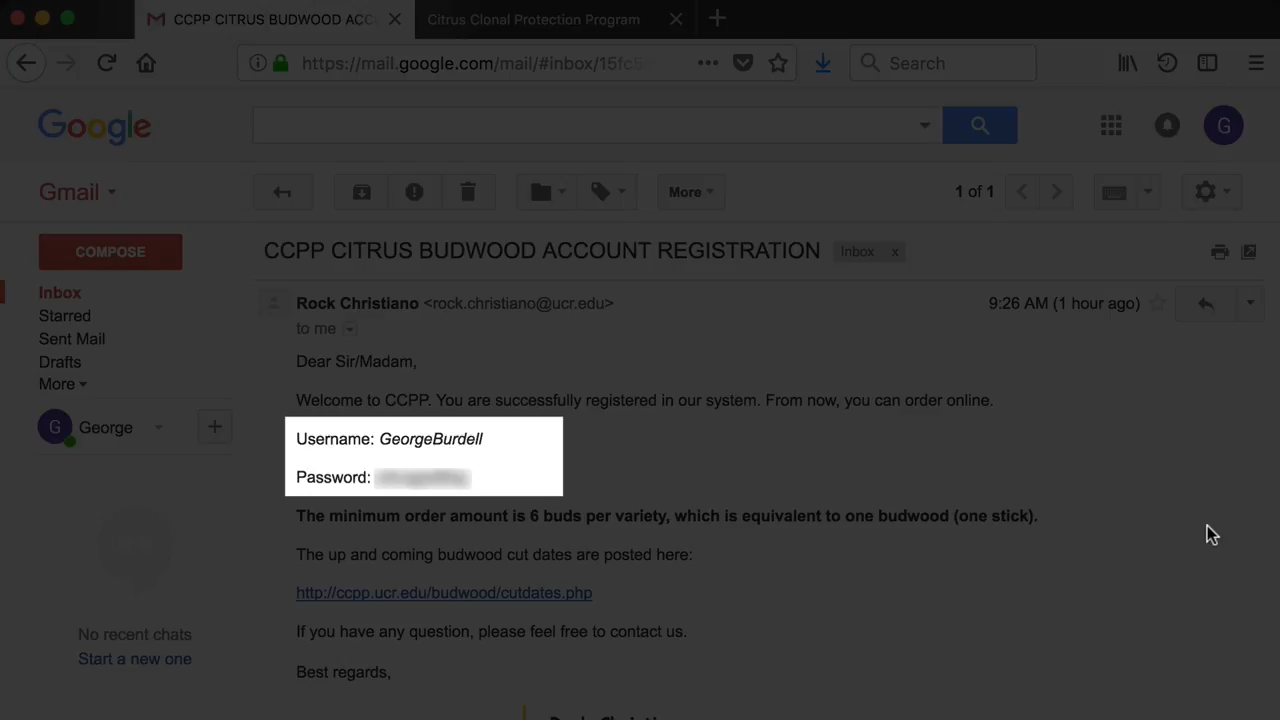 CCPP CITRUS BUDWOOD ACC
Citrus Clonal Protection Program
https://mail.google.com/mail/#inbox/15fc5
Search
Google
G
Gmail
More
1 of 1
COMPOSE
CCPP CITRUS BUDWOOD ACCOUNT REGISTRATION
Inbox x
Inbox
Starred
Sent Mail
Drafts
More
G George
No recent chats
Start a new one
Rock Christiano <rock.christiano@ucr.edu>
9:26 AM (1 hour ago)
to me
Dear Sir/Madam,
Welcome to CCPP. You are successfully registered in our system. From now, you can order online.
Username: GeorgeBurdell
Password:
The minimum order amount is 6 buds per variety, which is equivalent to one budwood (one stick).
The up and coming budwood cut dates are posted here:
http://ccpp.ucr.edu/budwood/cutdates.php
If you have any question, please feel free to contact us.
Best regards,